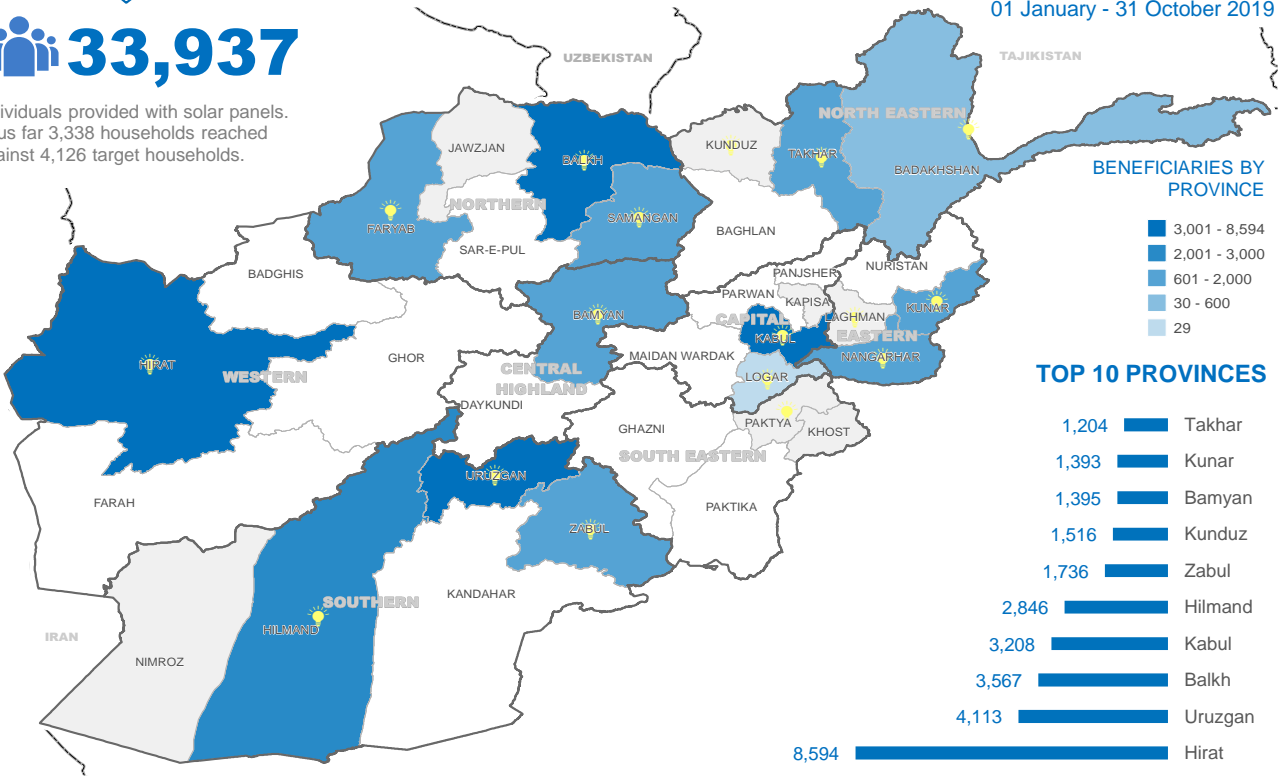 01 January - 31 October 2019
33,937
ividuals provided with solar panels.
us far 3,338 households reached
ainst 4,126 target households.
UZBEKISTAN
TAJIKISTAN
NORTH EASTERN
JAWZJAN
BALKH
KUNDUZ
TAKHAR
BADAKHSHAN
NORTHERN
FARYAB
SAMANGAN
SAR-E-PUL
BAGHLAN
BADGHIS
PANJSHER
NURISTAN
PARWAN
KAPISA
LAGHMAN
KUNAR
BAMYAN
CAPITAL
KABUL
EASTERN
NANGARHAR
HIRAT
WESTERN
GHOR
MAIDAN WARDAK
CENTRAL
HIGHLAND
LOGAR
DAYKUNDI
PAKTYA
KHOST
GHAZNI
SOUTH EASTERN
URUZGAN
PAKTIKA
FARAH
ZABUL
SOUTHERN
KANDAHAR
HILMAND
IRAN
NIMROZ
BENEFICIARIES BY
PROVINCE
3,001 - 8,594
2,001 - 3,000
601 - 2,000
30 - 600
29
TOP 10 PROVINCES
1,204 Takhar
1,393 Kunar
1,395 Bamyan
1,516 Kunduz
1,736 Zabul
2,846 Hilmand
3,208 Kabul
3,567 Balkh
4,113 Uruzgan
8,594 Hirat